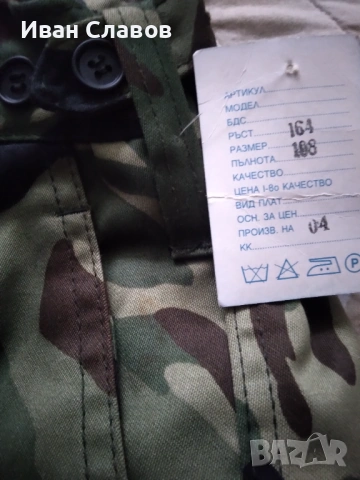 Иван Славов
АРТИКУЛ
МОДЕЛ
БДС
РЪСТ 164
РАЗМЕР 108
ПЪЛНОТА
КАЧЕСТВО
ЦЕНА I-во КАЧЕСТВО
ВИД ПЛАТ
ОСН. ЗА ЦЕН
ПРОИЗВ. НА 04
КК
P
BAZAR